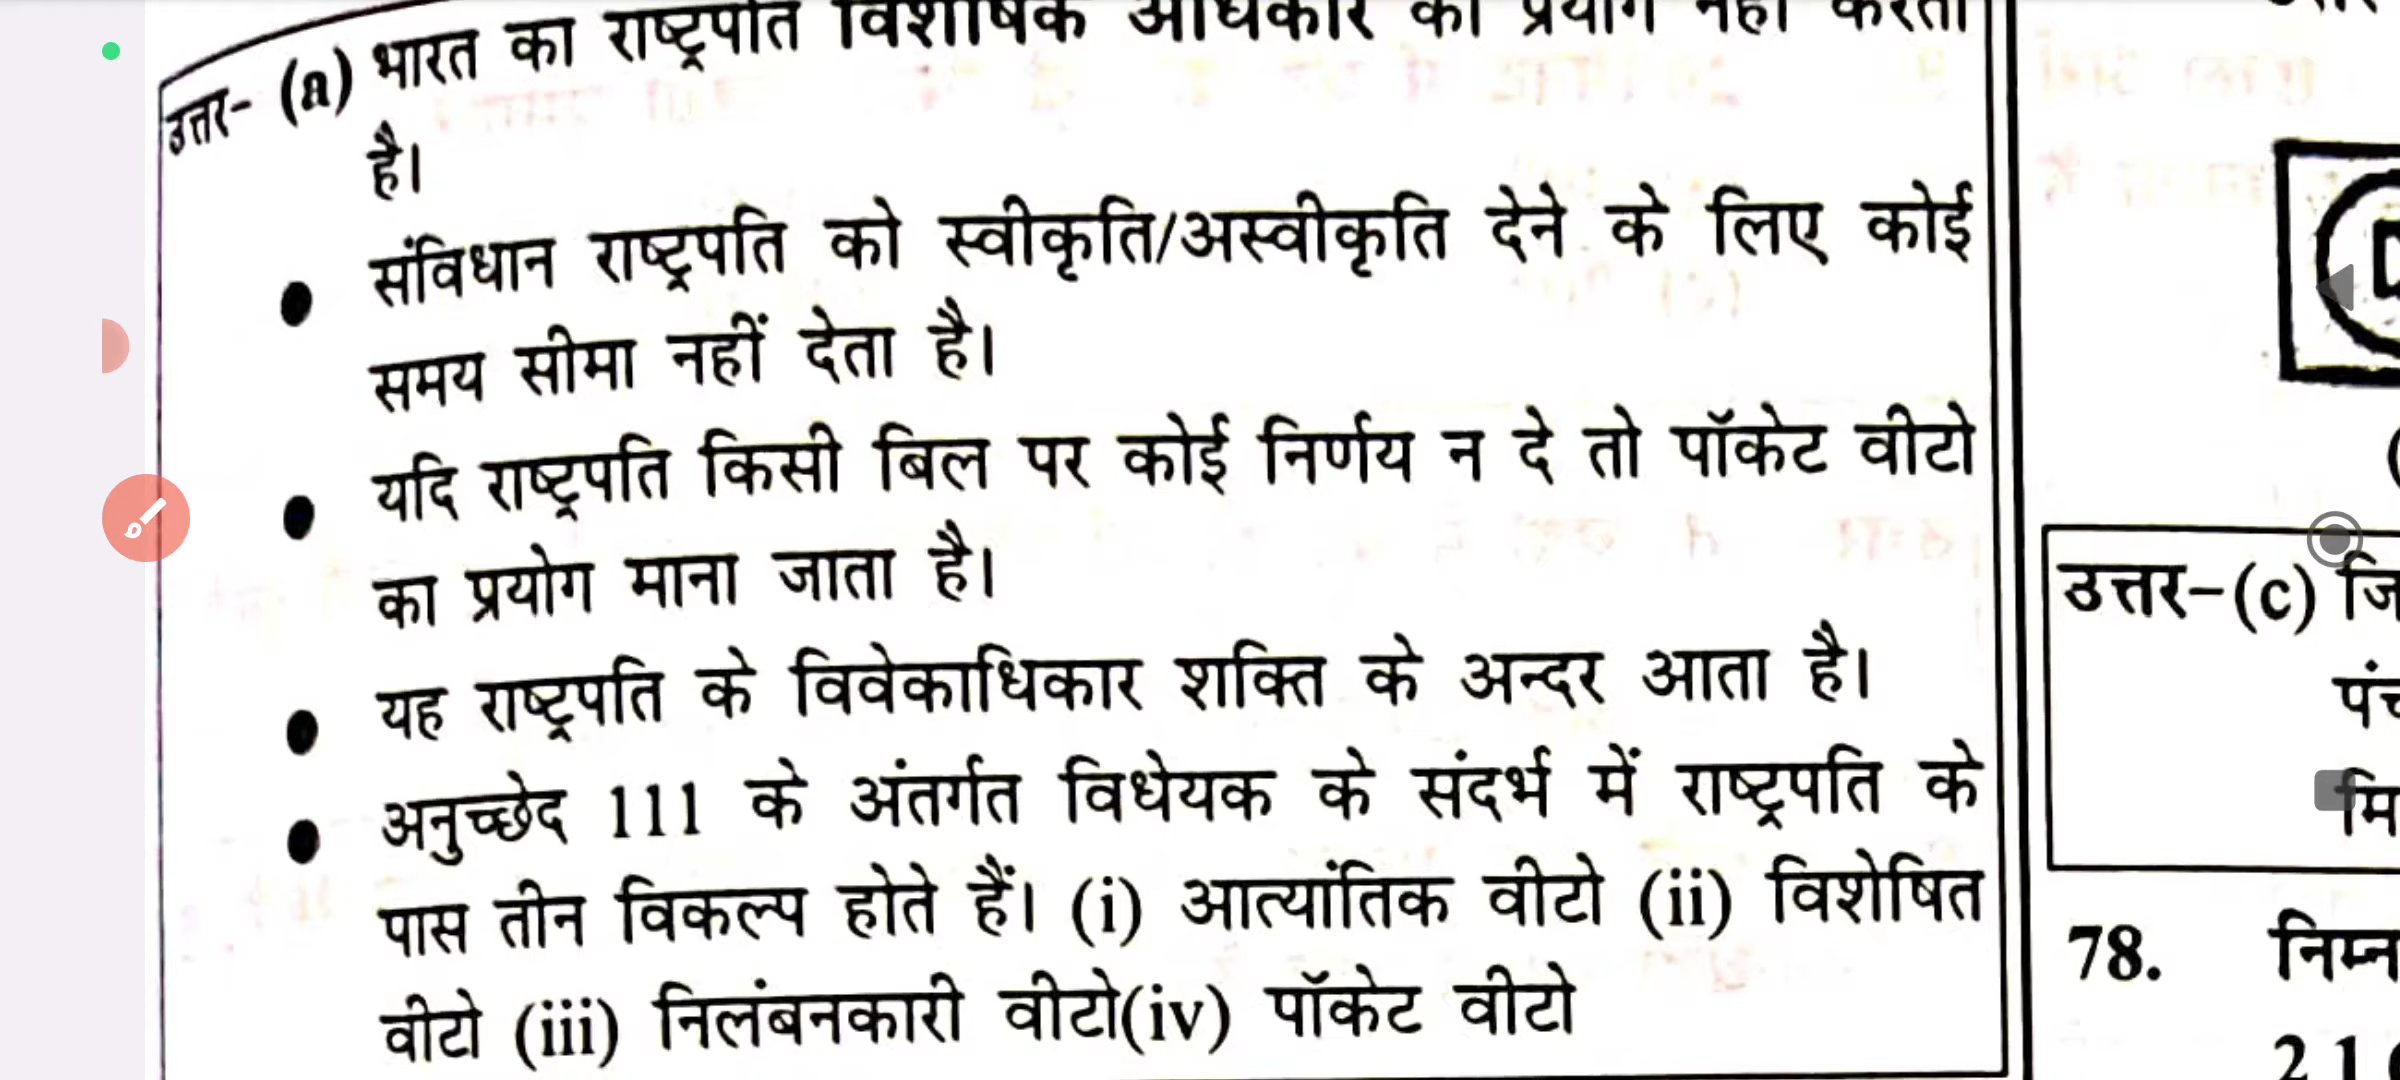 उत्तर- (a) भारत का राष्ट्रपति विशेषिक अधिकार का प्रयोग नहीं करता
है।
● संविधान राष्ट्रपति को स्वीकृति/अस्वीकृति देने के लिए कोई
समय सीमा नहीं देता है।
● यदि राष्ट्रपति किसी बिल पर कोई निर्णय न दे तो पॉकेट वीटो
का प्रयोग माना जाता है।
● यह राष्ट्रपति के विवेकाधिकार शक्ति के अन्दर आता है।
● अनुच्छेद 111 के अंतर्गत विधेयक के संदर्भ में राष्ट्रपति के
पास तीन विकल्प होते हैं। (i) आत्यांतिक वीटो (ii) विशेषित
वीटो (iii) निलंबनकारी वीटो(iv) पॉकेट वीटो
उत्तर-(c)
78. निम्न